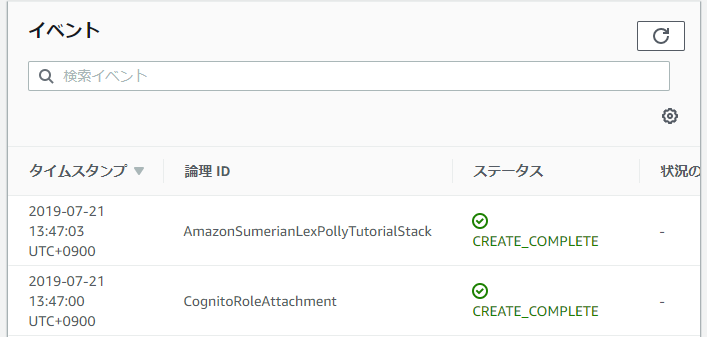 イベント
検索イベント
タイムスタンプ 論理 ID ステータス 状況の
2019-07-21
13:47:03
UTC+0900
AmazonSumerianLexPollyTutorialStack
CREATE_COMPLETE
-
2019-07-21
13:47:00
UTC+0900
CognitoRoleAttachment
CREATE_COMPLETE
-